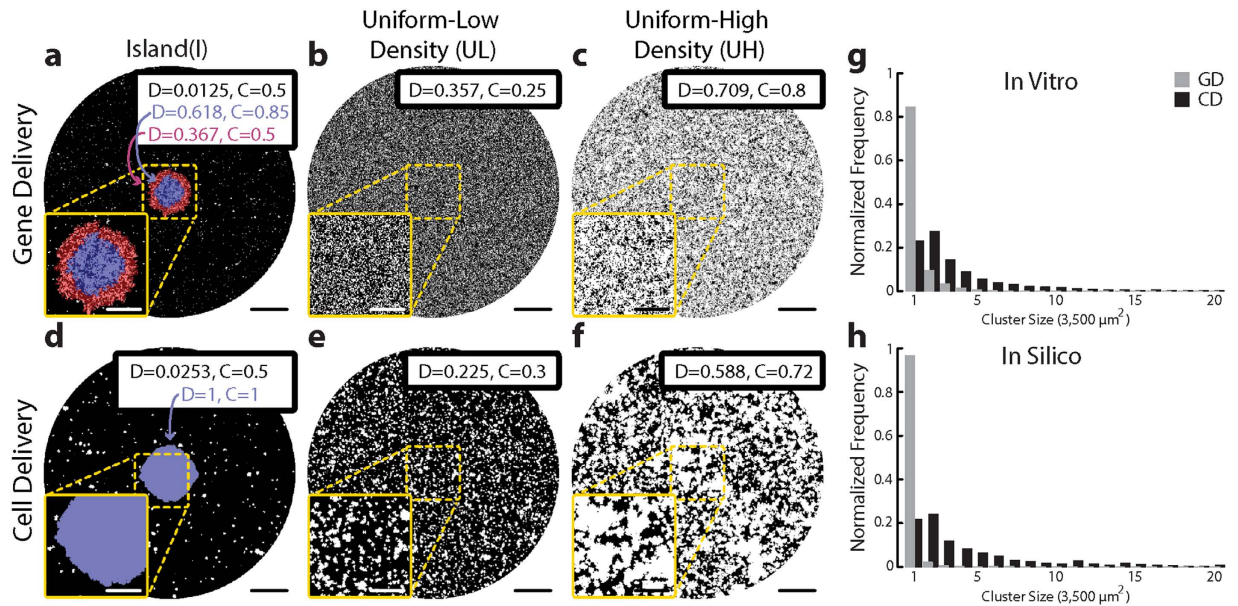 Uniform-Low
Density (UL)
Uniform-High
Density (UH)
Island(I)
Gene Delivery
Cell Delivery
a
D=0.0125, C=0.5
D=0.618, C=0.85
D=0.367, C=0.5
b
D=0.357, C=0.25
c
D=0.709, C=0.8
d
D=0.0253, C=0.5
D=1, C=1
e
D=0.225, C=0.3
f
D=0.588, C=0.72
g
In Vitro
GD
CD
Normalized Frequency
1
0.8
0.6
0.4
0.2
0
1 5 10 15 20
Cluster Size (3,500 μm²)
h
In Silico
Normalized Frequency
1
0.8
0.6
0.4
0.2
0
1 5 10 15 20
Cluster Size (3,500 μm²)